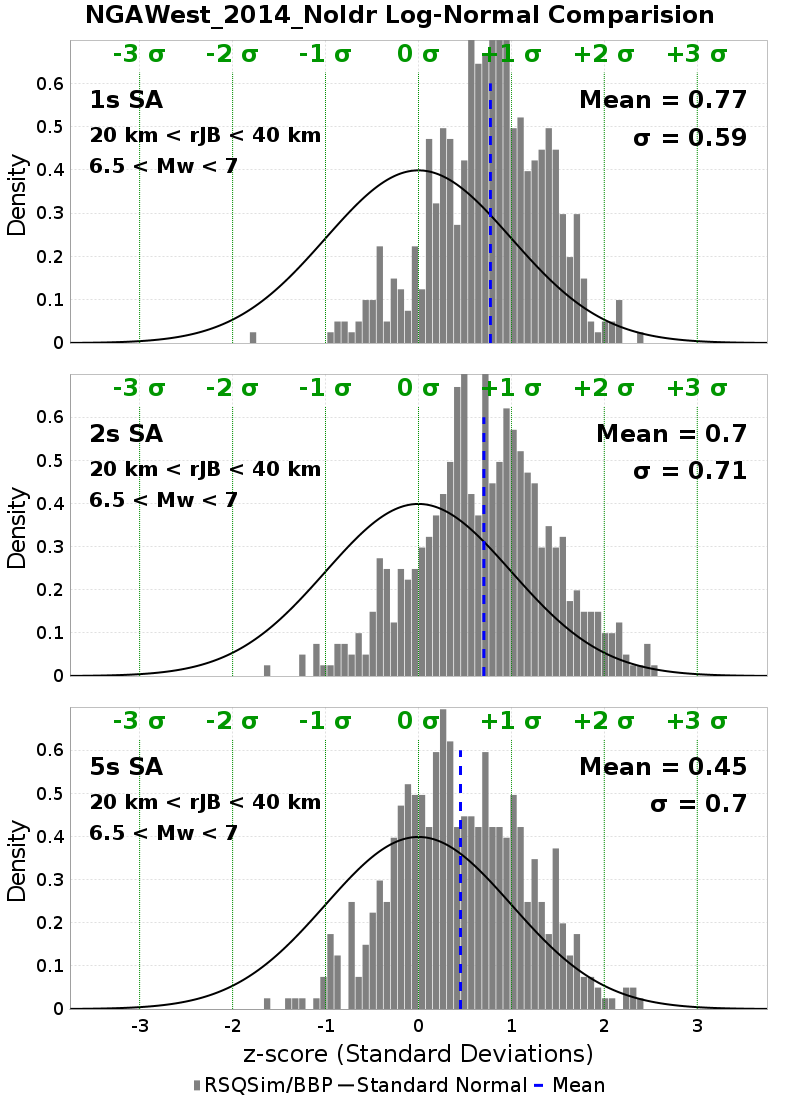 NGAWest_2014_NoIdr Log-Normal Comparision
-3 σ -2 σ -1 σ 0 σ +1 σ +2 σ +3 σ
1s SA
Mean = 0.77
20 km < rJB < 40 km
σ = 0.59
6.5 < Mw < 7
Density
0.6
0.5
0.4
0.3
0.2
0.1
0
-3 σ -2 σ -1 σ 0 σ +1 σ +2 σ +3 σ
2s SA
Mean = 0.7
20 km < rJB < 40 km
σ = 0.71
6.5 < Mw < 7
Density
0.6
0.5
0.4
0.3
0.2
0.1
0
-3 σ -2 σ -1 σ 0 σ +1 σ +2 σ +3 σ
5s SA
Mean = 0.45
20 km < rJB < 40 km
σ = 0.7
6.5 < Mw < 7
Density
0.6
0.5
0.4
0.3
0.2
0.1
0
-3 -2 -1 0 1 2 3
z-score (Standard Deviations)
RSQSim/BBP Standard Normal Mean